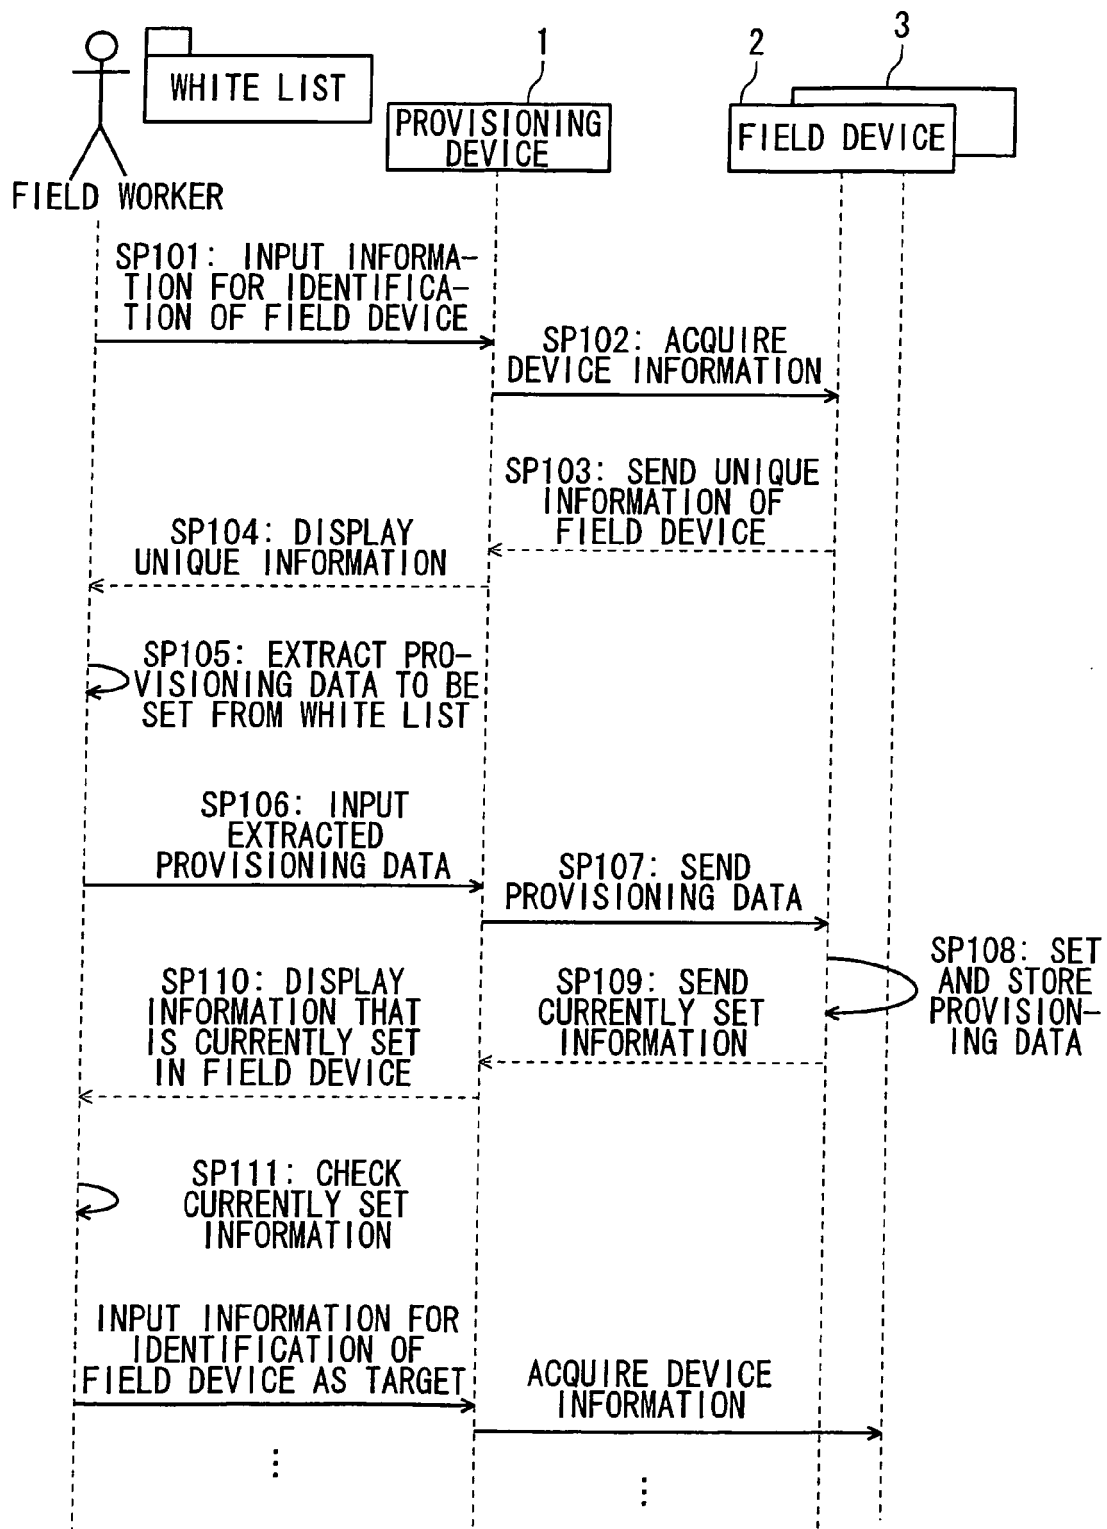 1
2
3
WHITE LIST
PROVISIONING
DEVICE
FIELD DEVICE
FIELD WORKER
SP101: INPUT INFORMA-
TION FOR IDENTIFICA-
TION OF FIELD DEVICE
SP102: ACQUIRE
DEVICE INFORMATION
SP103: SEND UNIQUE
INFORMATION OF
FIELD DEVICE
SP104: DISPLAY
UNIQUE INFORMATION
SP105: EXTRACT PRO-
VISIONING DATA TO BE
SET FROM WHITE LIST
SP106: INPUT
EXTRACTED
PROVISIONING DATA
SP107: SEND
PROVISIONING DATA
SP108: SET
AND STORE
PROVISION-
ING DATA
SP109: SEND
CURRENTLY SET
INFORMATION
SP110: DISPLAY
INFORMATION THAT
IS CURRENTLY SET
IN FIELD DEVICE
SP111: CHECK
CURRENTLY SET
INFORMATION
INPUT INFORMATION FOR
IDENTIFICATION OF
FIELD DEVICE AS TARGET
ACQUIRE DEVICE
INFORMATION